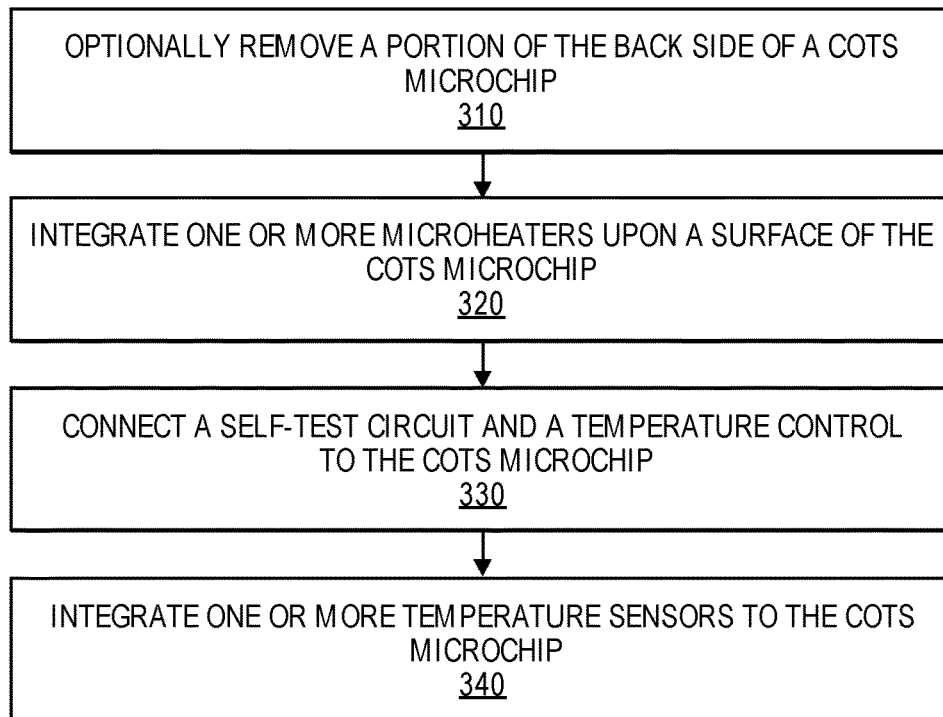 OPTIONALLY REMOVE A PORTION OF THE BACK SIDE OF A COTS
MICROCHIP
310
INTEGRATE ONE OR MORE MICROHEATERS UPON A SURFACE OF THE
COTS MICROCHIP
320
CONNECT A SELF-TEST CIRCUIT AND A TEMPERATURE CONTROL
TO THE COTS MICROCHIP
330
INTEGRATE ONE OR MORE TEMPERATURE SENSORS TO THE COTS
MICROCHIP
340